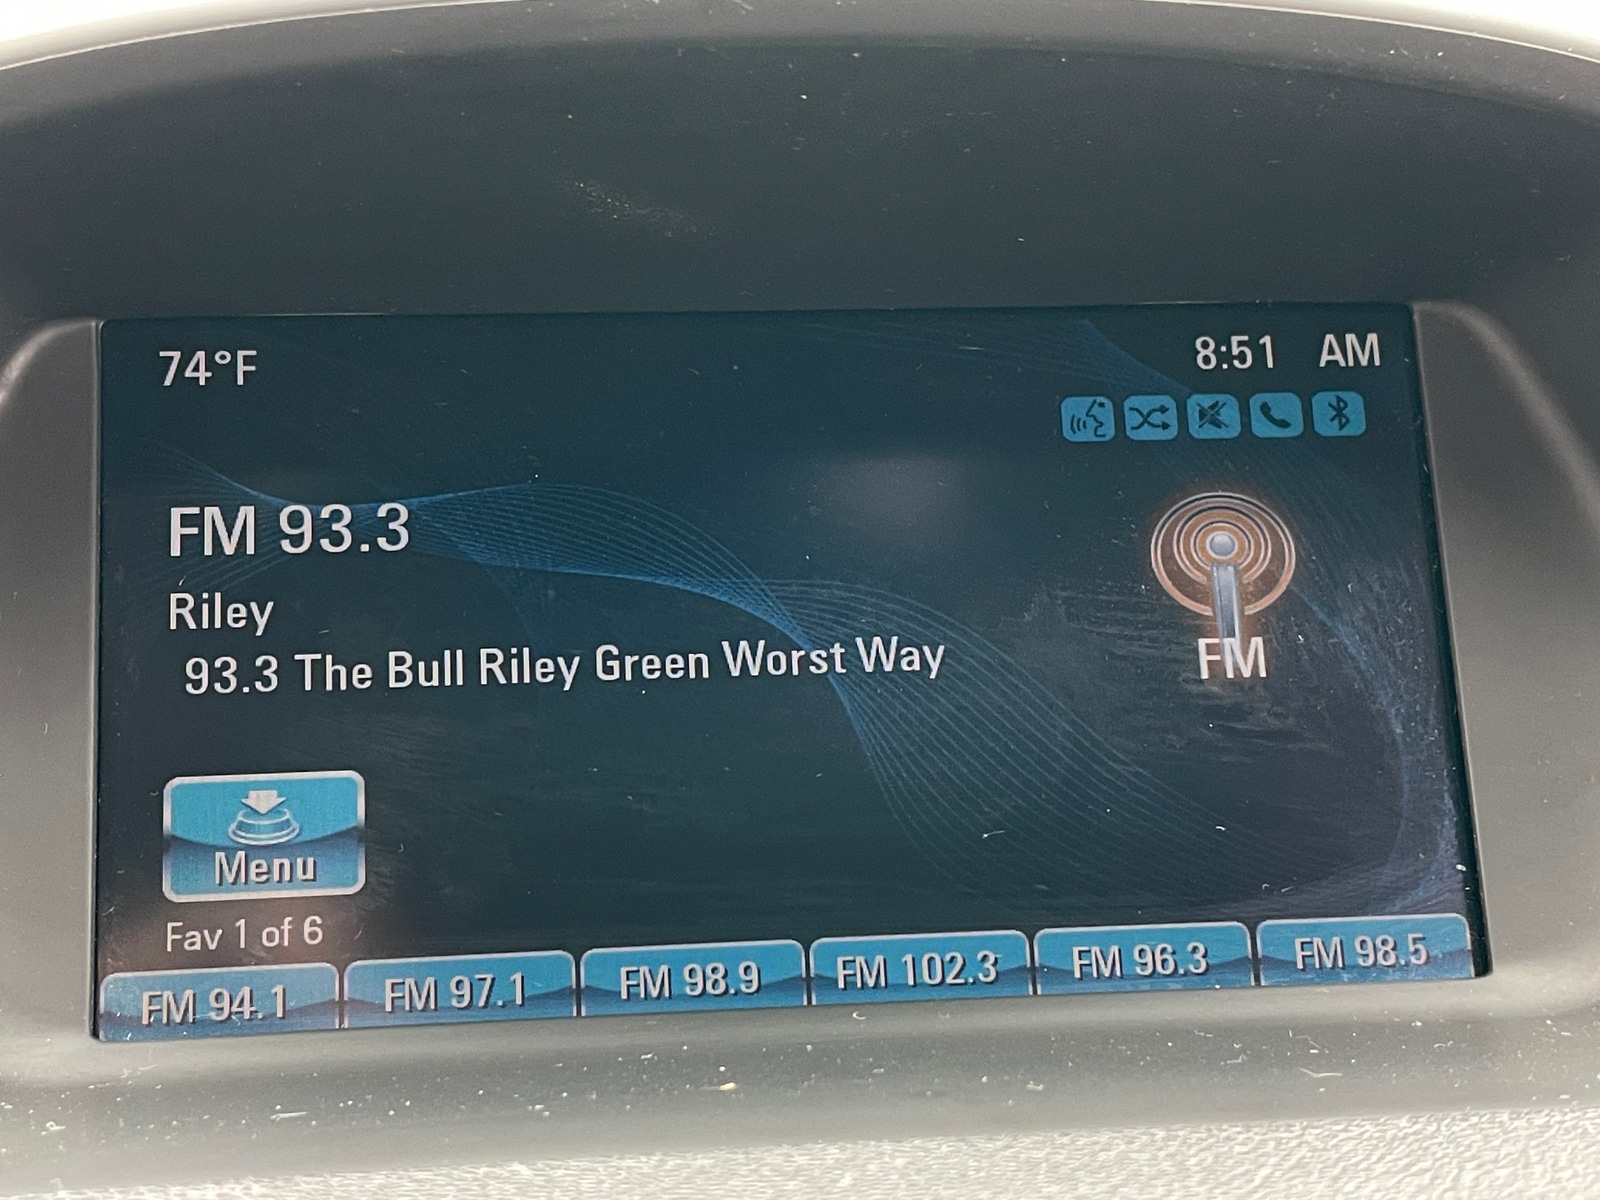 74°F
8:51 AM
FM 93.3
Riley
93.3 The Bull Riley Green Worst Way
FM
Menu
Fav 1 of 6
FM 94.1
FM 97.1
FM 98.9
FM 102.3
FM 96.3
FM 98.5